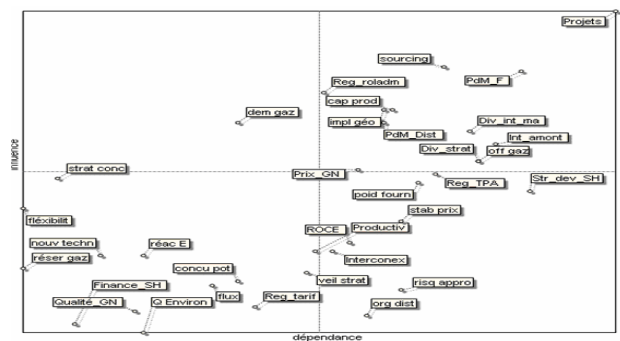 Projets
sourcing
PdM_F
Reg_roladm
cap prod
dem gaz
impl géo
Div_int_ma
PdM_Dist
Int_amont
Div_strat
off gaz
influence
strat conc
Prix_GN
Reg_TPA
Str_dev_SH
poid fourn
stab prix
fléxibilit
ROCE
Productiv
nouv techn
réac E
réser gaz
Interconex
concu pot
veil strat
risq appro
Finance_SH
flux
Reg_tarif
Qualité_GN
Q Environ
org dist
dépendance